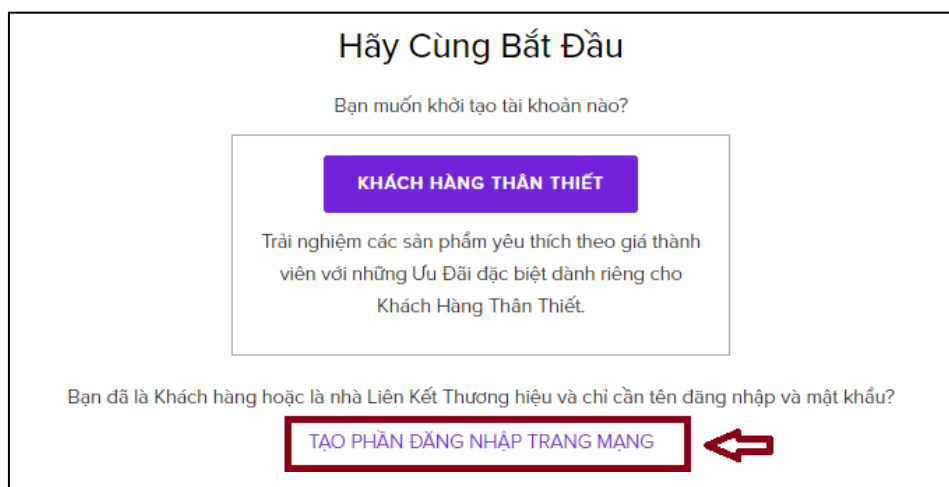 Hãy Cùng Bắt Đầu
Bạn muốn khởi tạo tài khoản nào?
KHÁCH HÀNG THÂN THIẾT
Trải nghiệm các sản phẩm yêu thích theo giá thành
viên với những Ưu Đãi đặc biệt dành riêng cho
Khách Hàng Thân Thiết.
Bạn đã là Khách hàng hoặc là nhà Liên Kết Thương hiệu và chỉ cần tên đăng nhập và mật khẩu?
TẠO PHẦN ĐĂNG NHẬP TRANG MẠNG